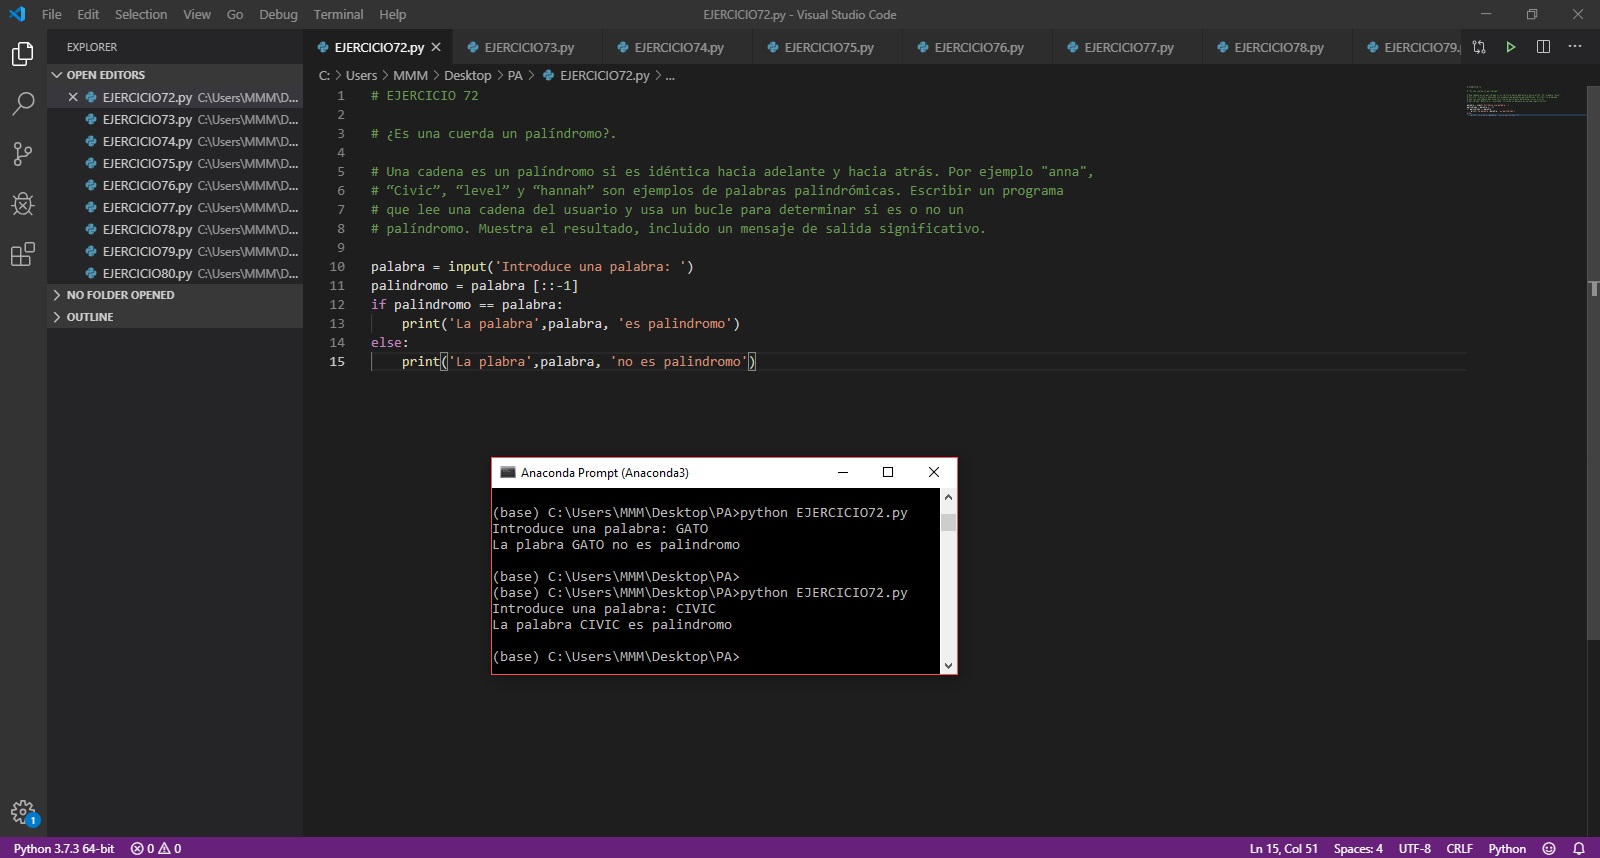 File Edit Selection View Go Debug Terminal Help EJERCICIO72.py - Visual Studio Code
EXPLORER
OPEN EDITORS
EJERCICIO72.py C:\Users\MMM\D...
EJERCICIO73.py C:\Users\MMM\D...
EJERCICIO74.py C:\Users\MMM\D...
EJERCICIO75.py C:\Users\MMM\D...
EJERCICIO76.py C:\Users\MMM\D...
EJERCICIO77.py C:\Users\MMM\D...
EJERCICIO78.py C:\Users\MMM\D...
EJERCICIO79.py C:\Users\MMM\D...
EJERCICIO80.py C:\Users\MMM\D...
NO FOLDER OPENED
OUTLINE
EJERCICIO72.py EJERCICIO73.py EJERCICIO74.py EJERCICIO75.py EJERCICIO76.py EJERCICIO77.py EJERCICIO78.py EJERCICIO79.
C: > Users > MMM > Desktop > PA > EJERCICIO72.py > ...
1 # EJERCICIO 72
2
3 # ¿Es una cuerda un palíndromo?.
4
5 # Una cadena es un palíndromo si es idéntica hacia adelante y hacia atrás. Por ejemplo "anna",
6 # “Civic”, “level” y “hannah” son ejemplos de palabras palindrómicas. Escribir un programa
7 # que lee una cadena del usuario y usa un bucle para determinar si es o no un
8 # palíndromo. Muestra el resultado, incluido un mensaje de salida significativo.
9
10 palabra = input('Introduce una palabra: ')
11 palindromo = palabra [::-1]
12 if palindromo == palabra:
13 print('La palabra',palabra, 'es palindromo')
14 else:
15 print('La plabra',palabra, 'no es palindromo')
Anaconda Prompt (Anaconda3)
(base) C:\Users\MMM\Desktop\PA>python EJERCICIO72.py
Introduce una palabra: GATO
La plabra GATO no es palindromo
(base) C:\Users\MMM\Desktop\PA>
(base) C:\Users\MMM\Desktop\PA>python EJERCICIO72.py
Introduce una palabra: CIVIC
La palabra CIVIC es palindromo
(base) C:\Users\MMM\Desktop\PA>
1
Python 3.7.3 64-bit 0 0 Ln 15, Col 51 Spaces: 4 UTF-8 CRLF Python